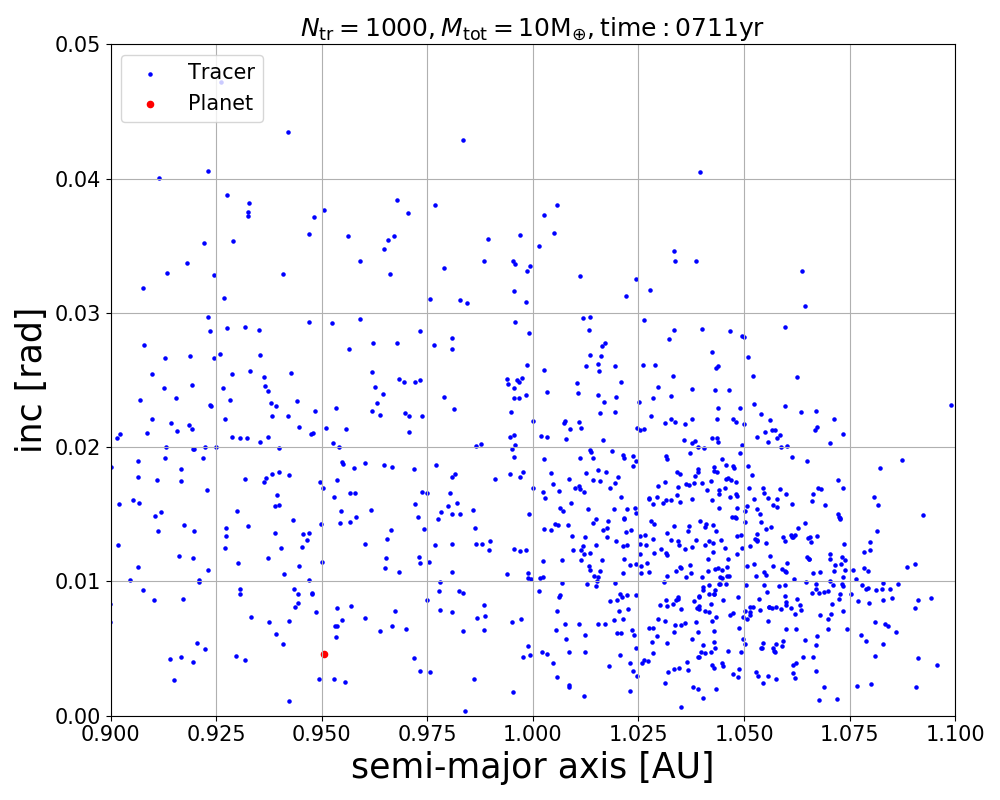 N_tr = 1000, M_tot = 10M_⊕, time : 0711yr
0.05
Tracer
Planet
0.04
0.03
inc [rad]
0.02
0.01
0.00
0.900 0.925 0.950 0.975 1.000 1.025 1.050 1.075 1.100
semi-major axis [AU]